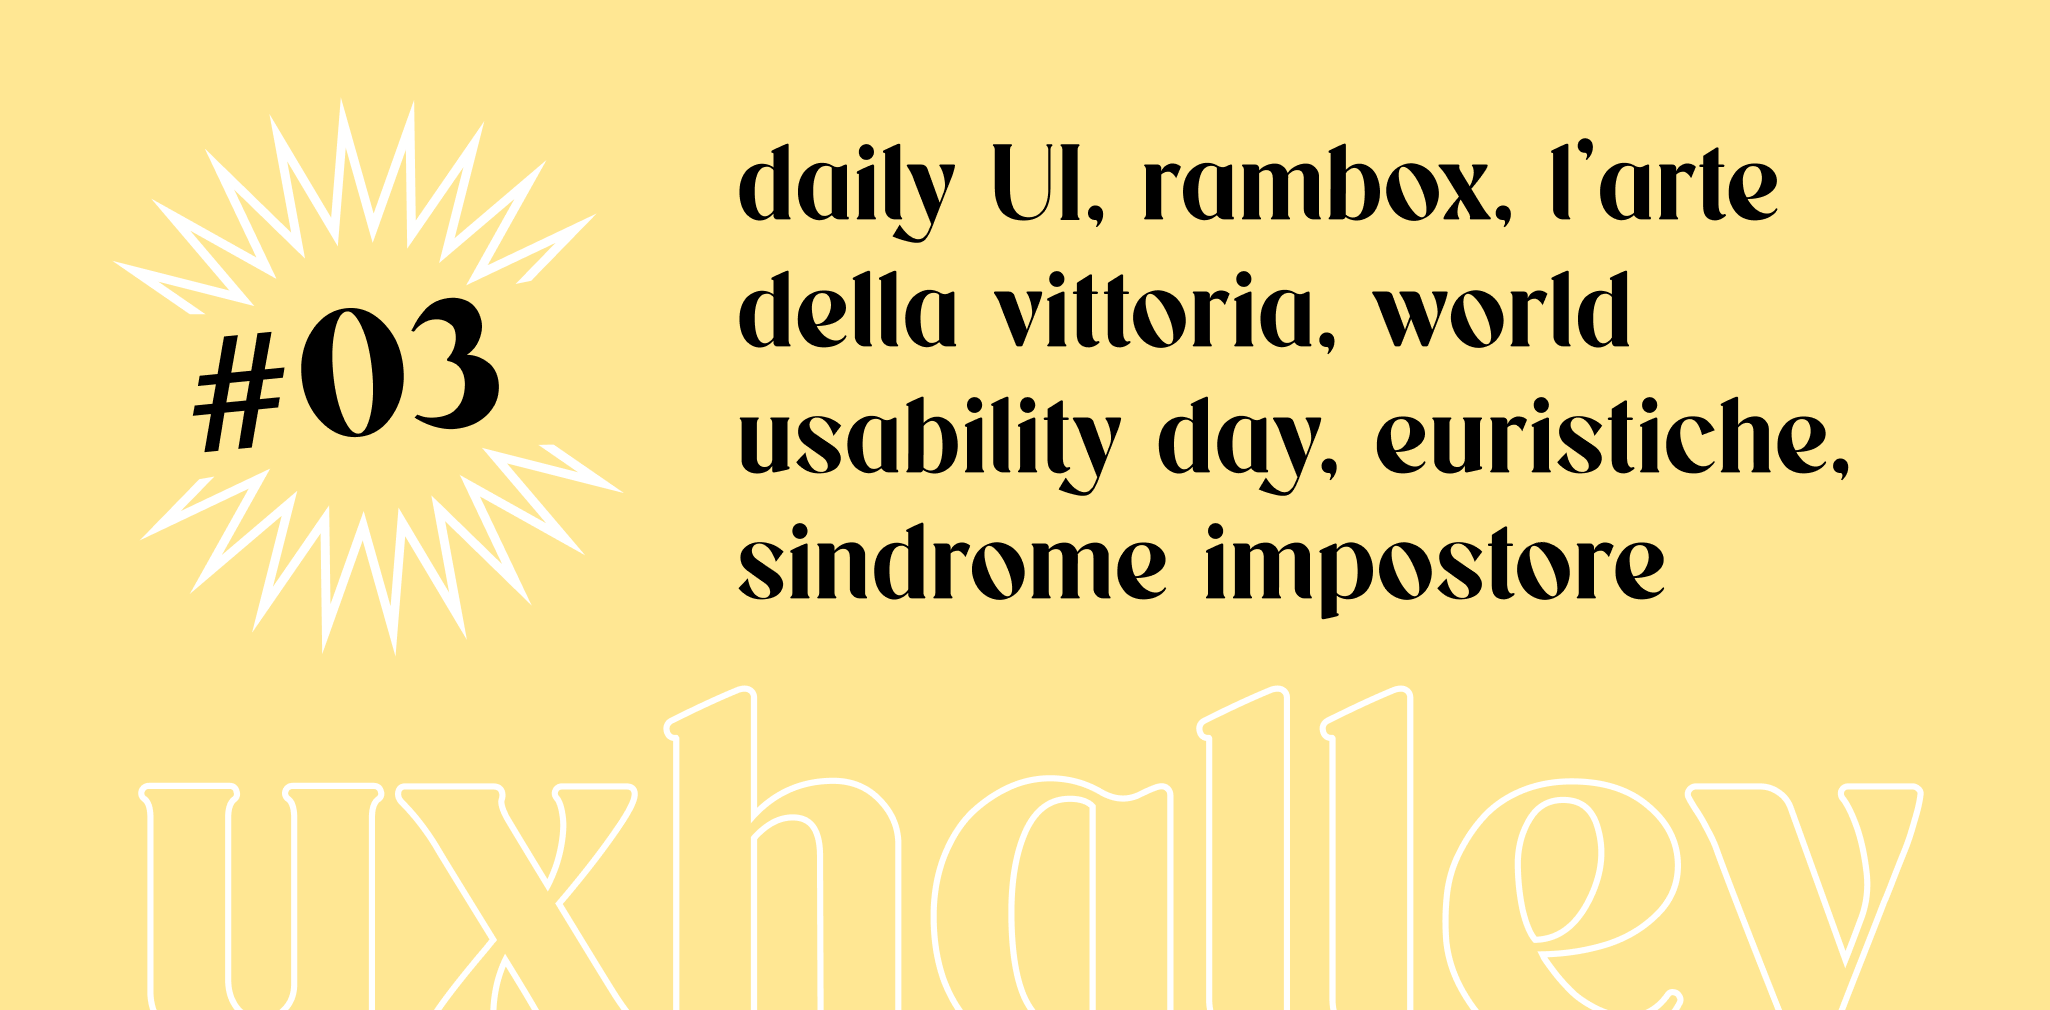 #03
daily UI, rambox, l’arte
della vittoria, world
usability day, euristiche,
sindrome impostore
uxhalley